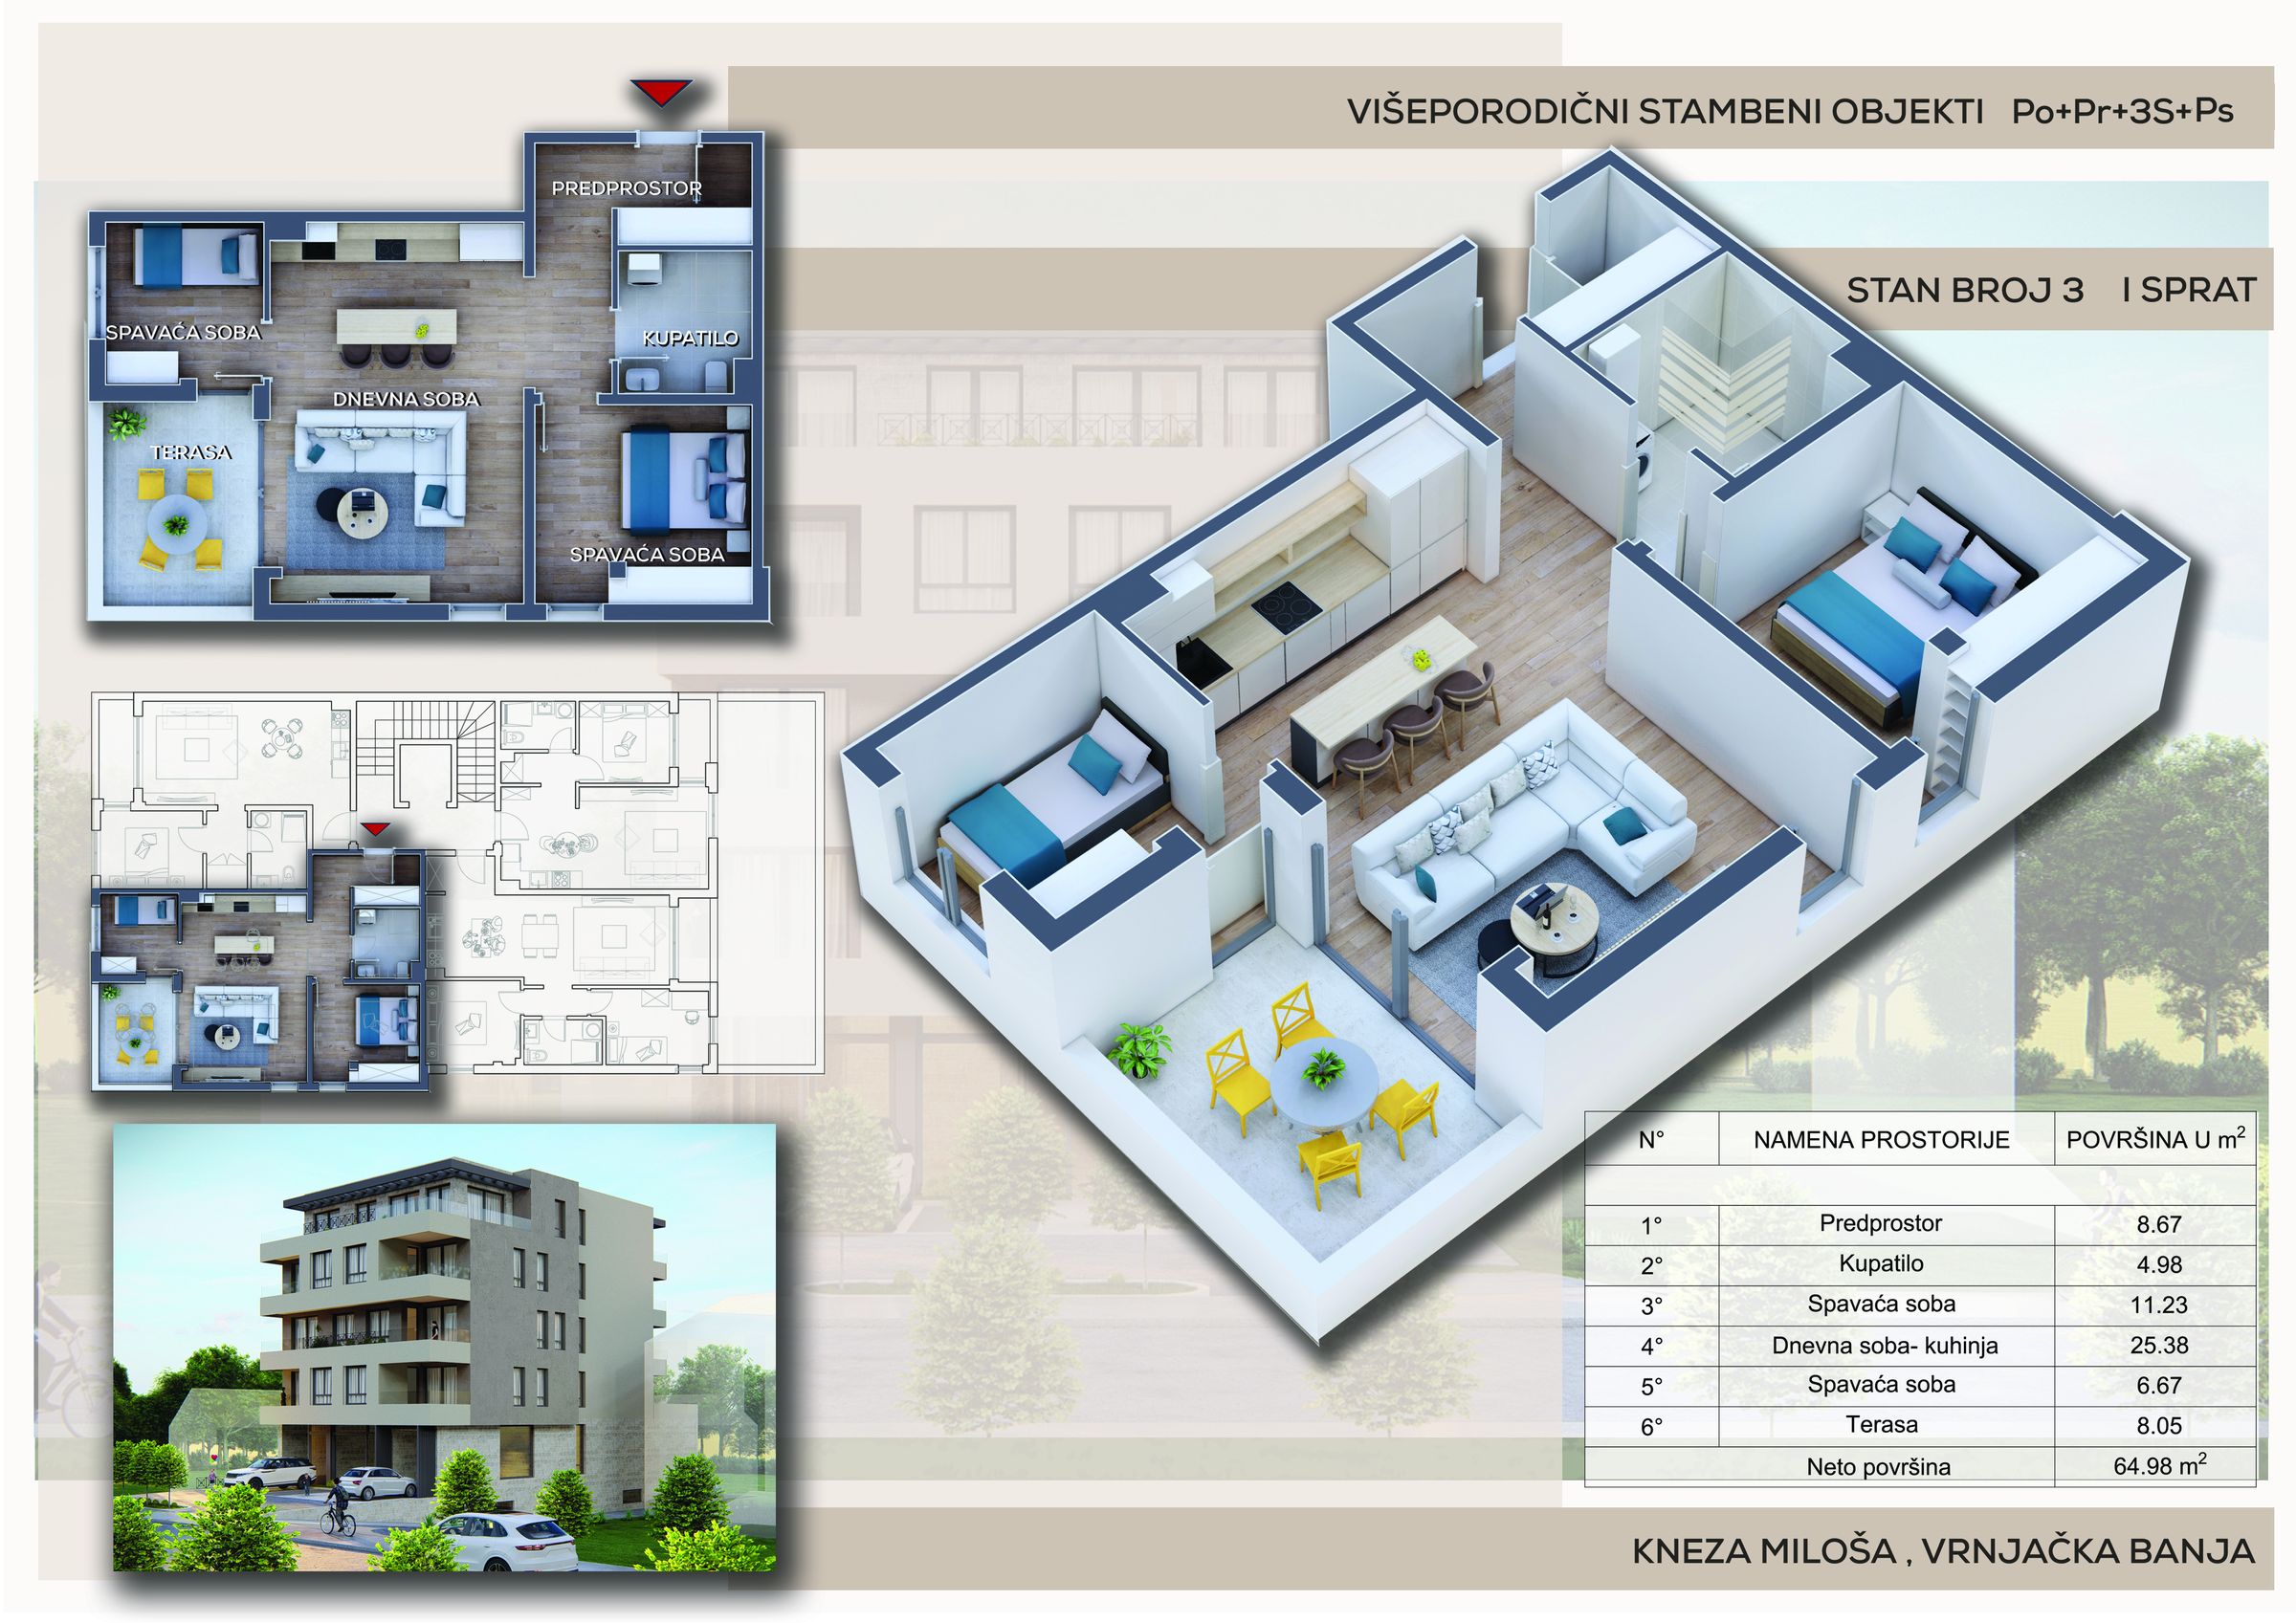 VIŠEPORODIČNI STAMBENI OBJEKTI Po+Pr+3S+Ps
STAN BROJ 3 I SPRAT
PREDPROSTOR
SPAVAĆA SOBA
KUPATILO
DNEVNA SOBA
TERASA
SPAVAĆA SOBA
N° NAMENA PROSTORIJE POVRŠINA U m²
1° Predprostor 8.67
2° Kupatilo 4.98
3° Spavaća soba 11.23
4° Dnevna soba- kuhinja 25.38
5° Spavaća soba 6.67
6° Terasa 8.05
Neto površina 64.98 m²
KNEZA MILOŠA , VRNJAČKA BANJA